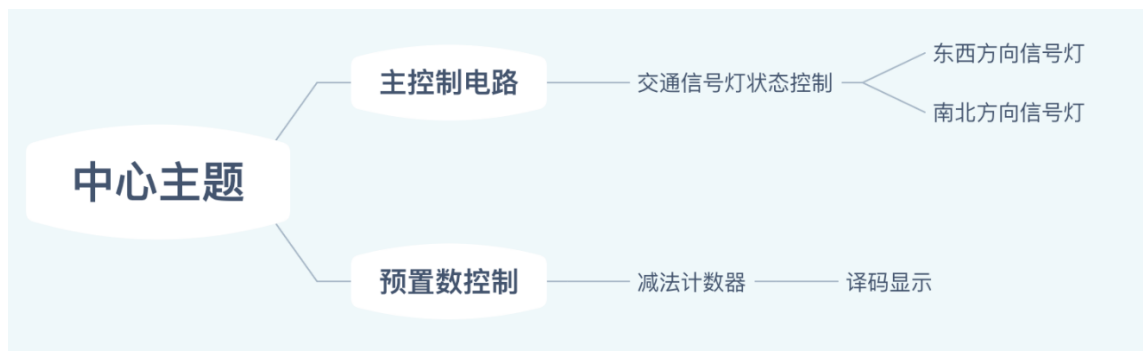 中心主题
主控制电路
交通信号灯状态控制
东西方向信号灯
南北方向信号灯
预置数控制
减法计数器
译码显示